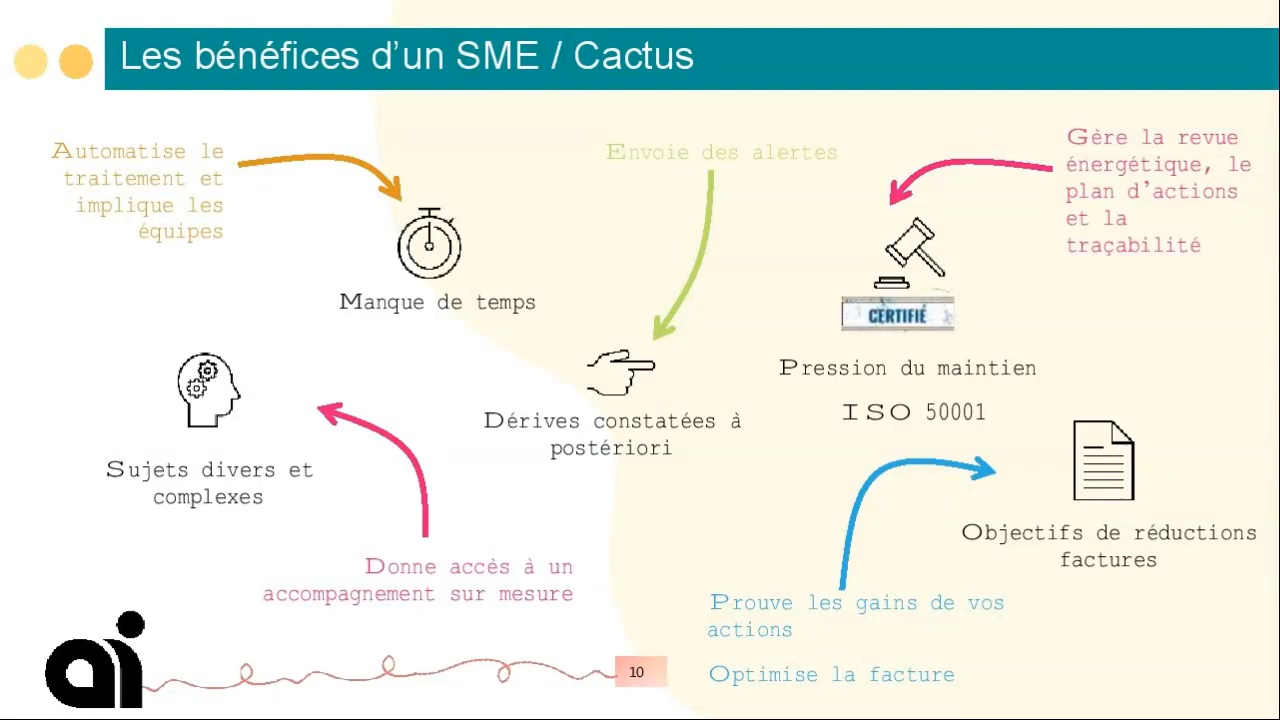 Les bénéfices d’un SME / Cactus
Automatise le
traitement et
implique les
équipes
Envoie des alertes
Gère la revue
énergétique, le
plan d’actions
et la
traçabilité
Manque de temps
CERTIFIÉ
Pression du maintien
ISO 50001
Dérives constatées à
postériori
Sujets divers et
complexes
Objectifs de réductions
factures
Donne accès à un
accompagnement sur mesure
Prouve les gains de vos
actions
Optimise la facture
ai
10